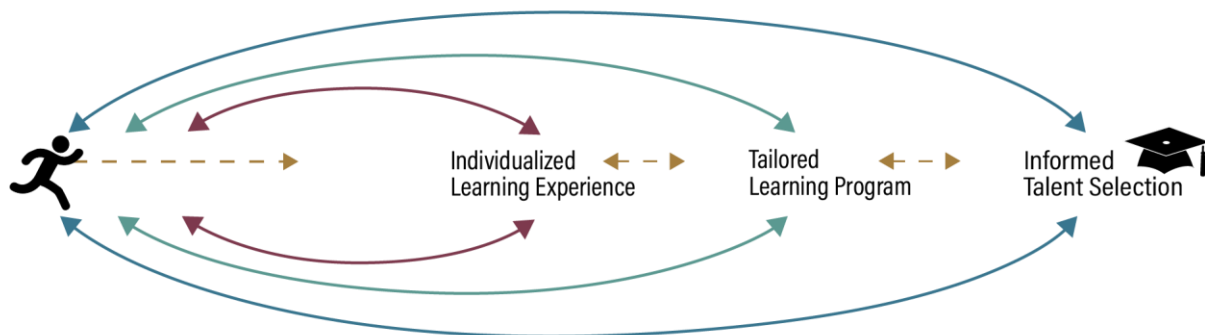 Individualized
Learning Experience
Tailored
Learning Program
Informed
Talent Selection